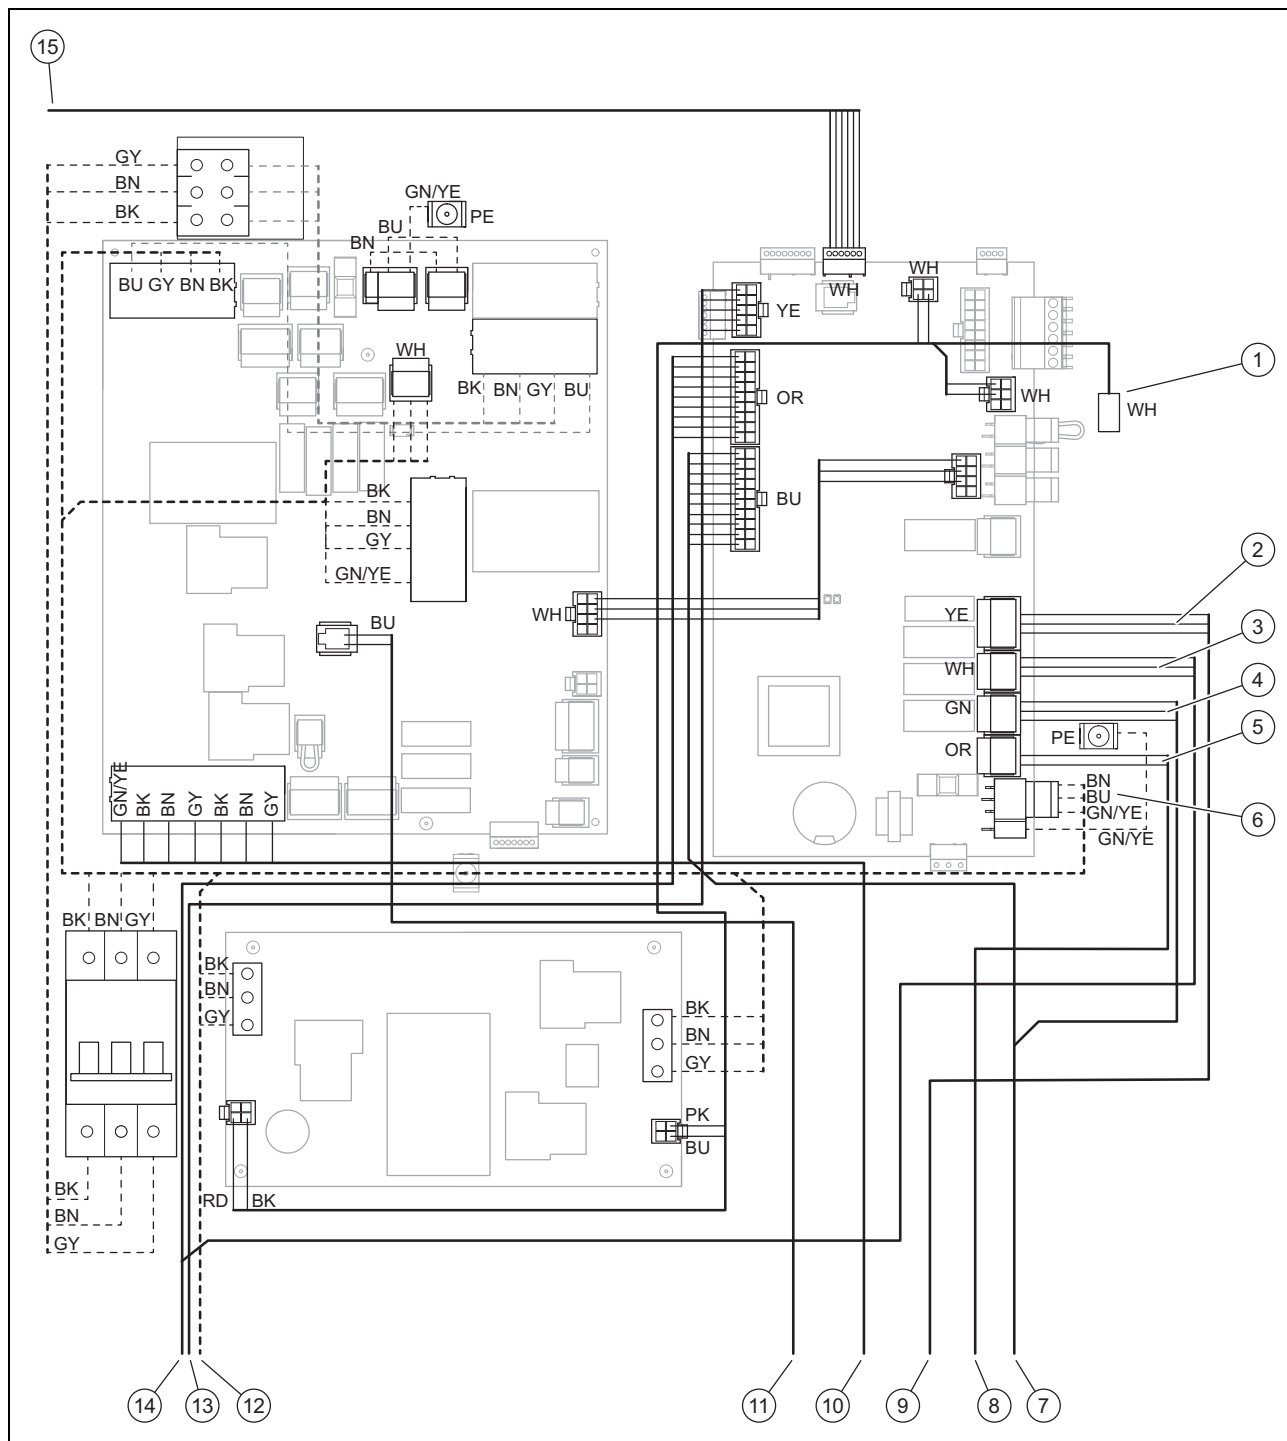 15
GY
BN
BK
GN/YE
PE
BU
BN
BU GY BN BK
WH
WH
YE
WH
BK BN GY BU
OR
WH
1
WH
BK
BN
GY
GN/YE
BU
2
WH
BU
YE
3
WH
4
GN
PE
5
OR
GN/YE BK BN GY BK BN GY
BN
BU
GN/YE
6
GN/YE
BK BN GY
BK
BN
GY
BK
BN
GY
PK
BU
BK
BN
GY
RD BK
14 13 12 11 10 9 8 7